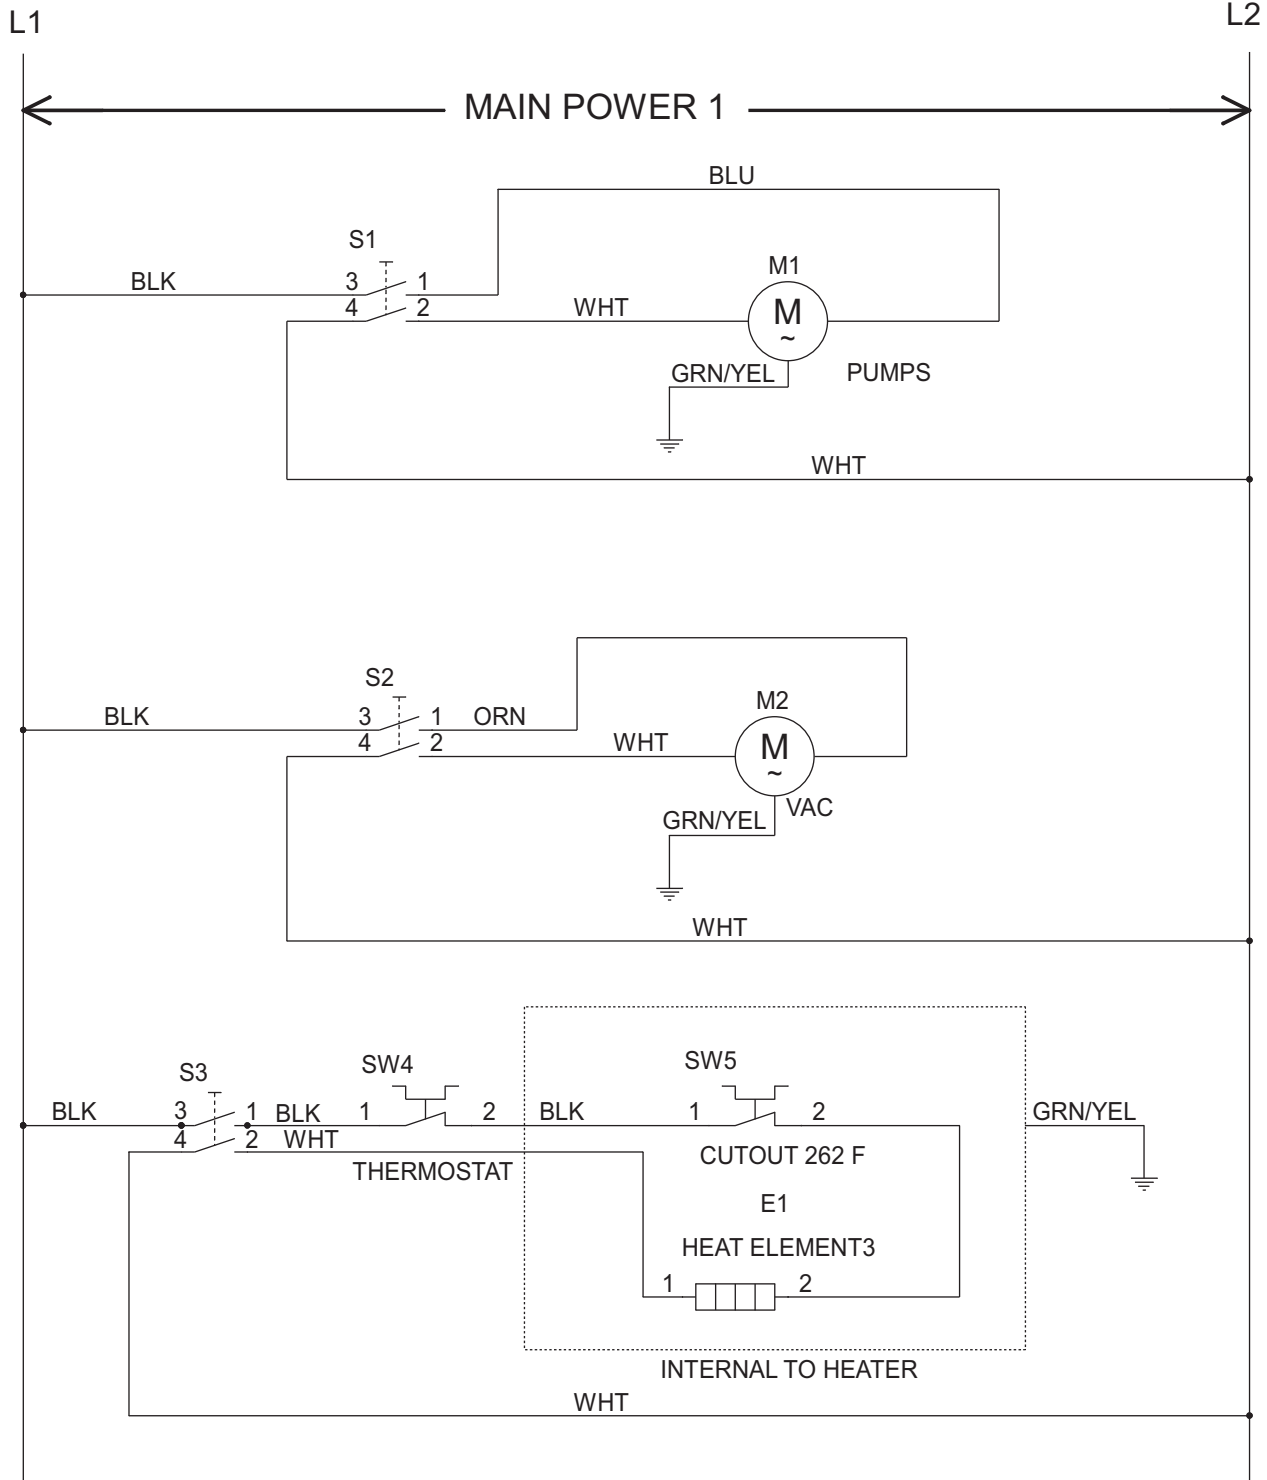 L1
L2
MAIN POWER 1
BLU
S1
BLK
3
1
M1
4
2
WHT
M
~
GRN/YEL
PUMPS
WHT
S2
BLK
3
1
ORN
M2
4
2
WHT
M
~
VAC
GRN/YEL
WHT
S3
SW4
SW5
BLK
3
1
BLK
1
2
BLK
1
2
GRN/YEL
4
2
WHT
THERMOSTAT
CUTOUT 262 F
E1
HEAT ELEMENT3
1
2
INTERNAL TO HEATER
WHT